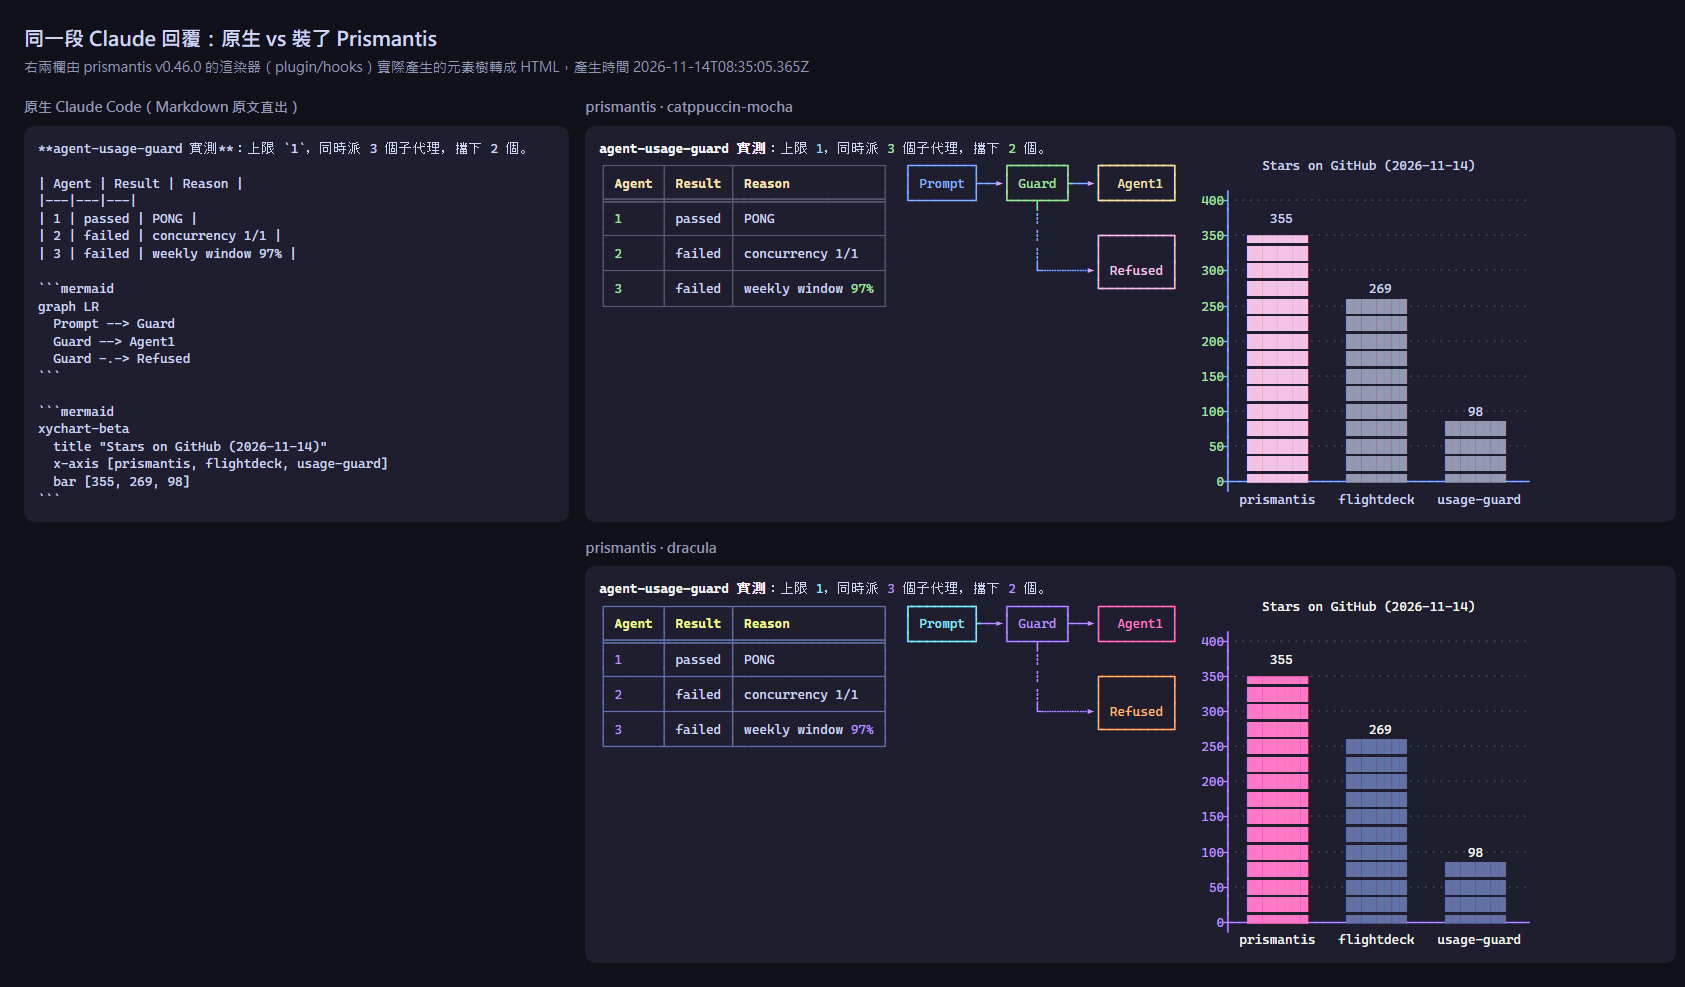 同一段 Claude 回覆：原生 vs 裝了 Prismantis
右兩欄由 prismantis v0.46.0 的渲染器（plugin/hooks）實際產生的元素樹轉成 HTML，產生時間 2026-11-14T08:35:05.365Z
原生 Claude Code（Markdown 原文直出）
**agent-usage-guard 實測**：上限 `1`，同時派 3 個子代理，擋下 2 個。
| Agent | Result | Reason |
|---|---|---|
| 1 | passed | PONG |
| 2 | failed | concurrency 1/1 |
| 3 | failed | weekly window 97% |
```mermaid
graph LR
Prompt --> Guard
Guard --> Agent1
Guard -.-> Refused
```
```mermaid
xychart-beta
title "Stars on GitHub (2026-11-14)"
x-axis [prismantis, flightdeck, usage-guard]
bar [355, 269, 98]
```
prismantis · catppuccin-mocha
agent-usage-guard 實測：上限 1，同時派 3 個子代理，擋下 2 個。
Agent Result Reason
1 passed PONG
2 failed concurrency 1/1
3 failed weekly window 97%
Prompt Guard Agent1
Refused
Stars on GitHub (2026-11-14)
400
355
350
300
269
250
200
150
100
98
50
0
prismantis flightdeck usage-guard
prismantis · dracula
agent-usage-guard 實測：上限 1，同時派 3 個子代理，擋下 2 個。
Agent Result Reason
1 passed PONG
2 failed concurrency 1/1
3 failed weekly window 97%
Prompt Guard Agent1
Refused
Stars on GitHub (2026-11-14)
400
355
350
300
269
250
200
150
100
98
50
0
prismantis flightdeck usage-guard